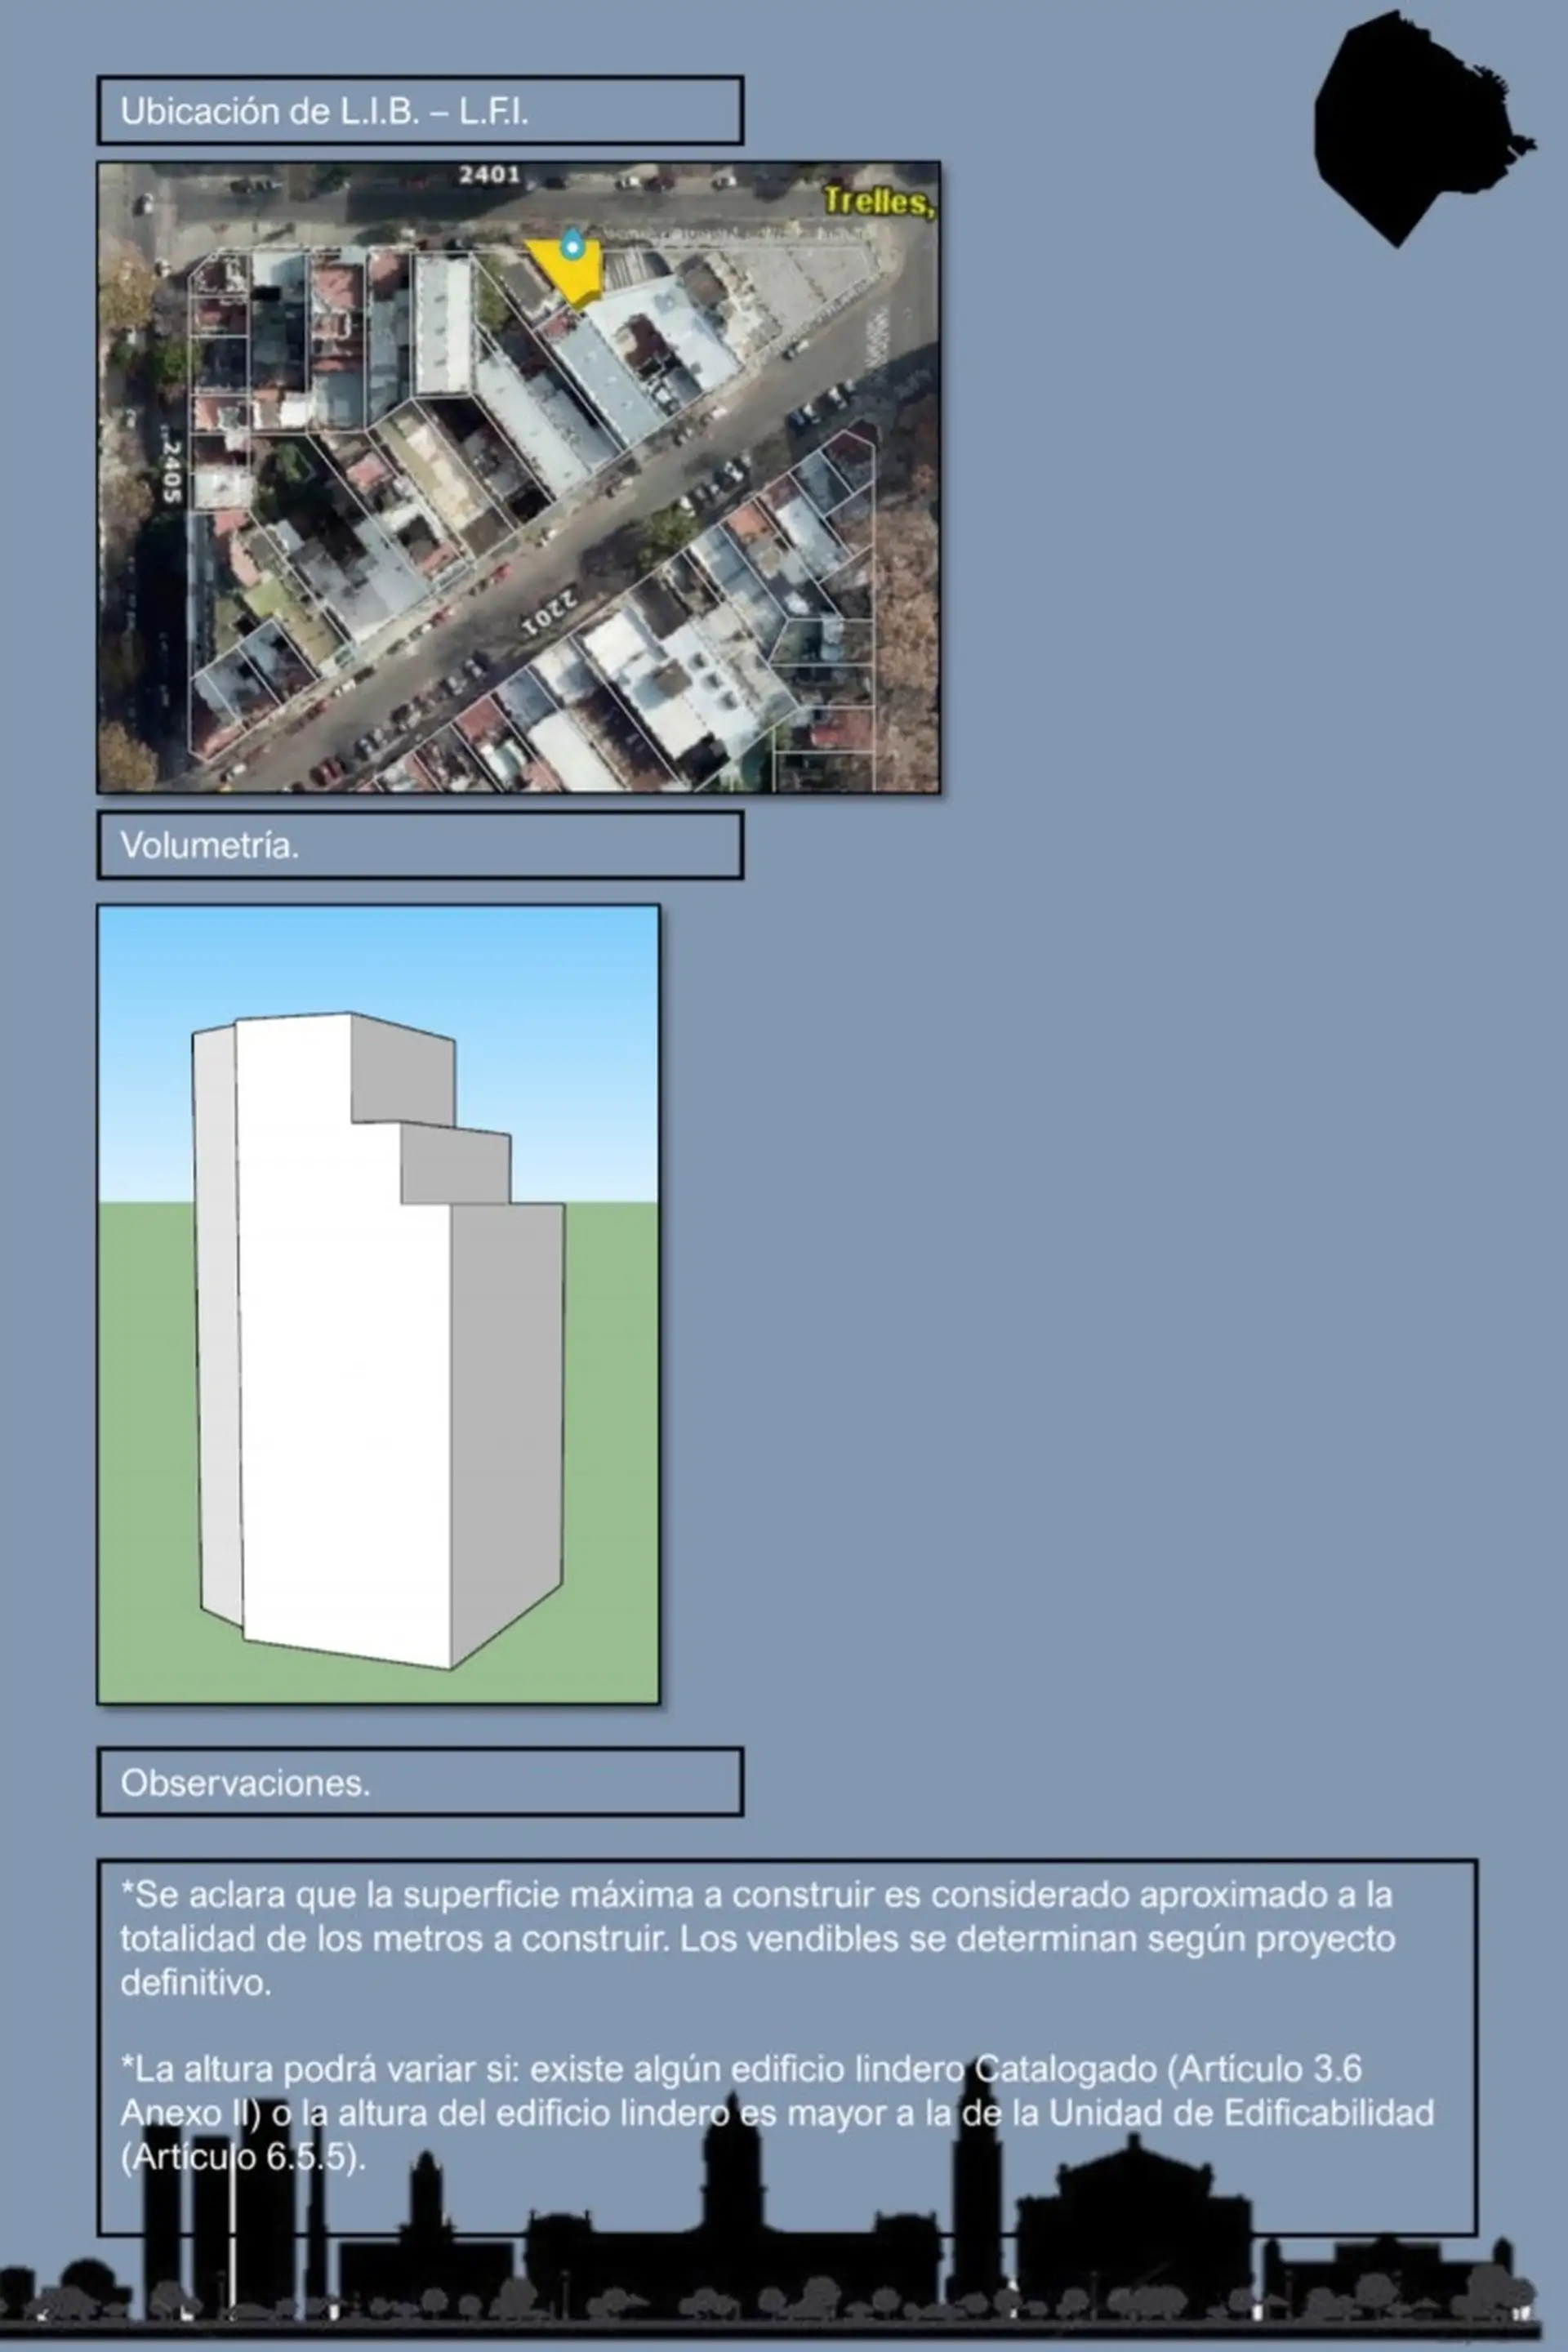 Ubicación de L.I.B. – L.F.I.
2401
Trelles,
2405
2201
Volumetría.
Observaciones.
*Se aclara que la superficie máxima a construir es considerado aproximado a la
totalidad de los metros a construir. Los vendibles se determinan según proyecto
definitivo.
*La altura podrá variar si: existe algún edificio lindero Catalogado (Artículo 3.6
Anexo II) o la altura del edificio lindero es mayor a la de la Unidad de Edificabilidad
(Artículo 6.5.5).